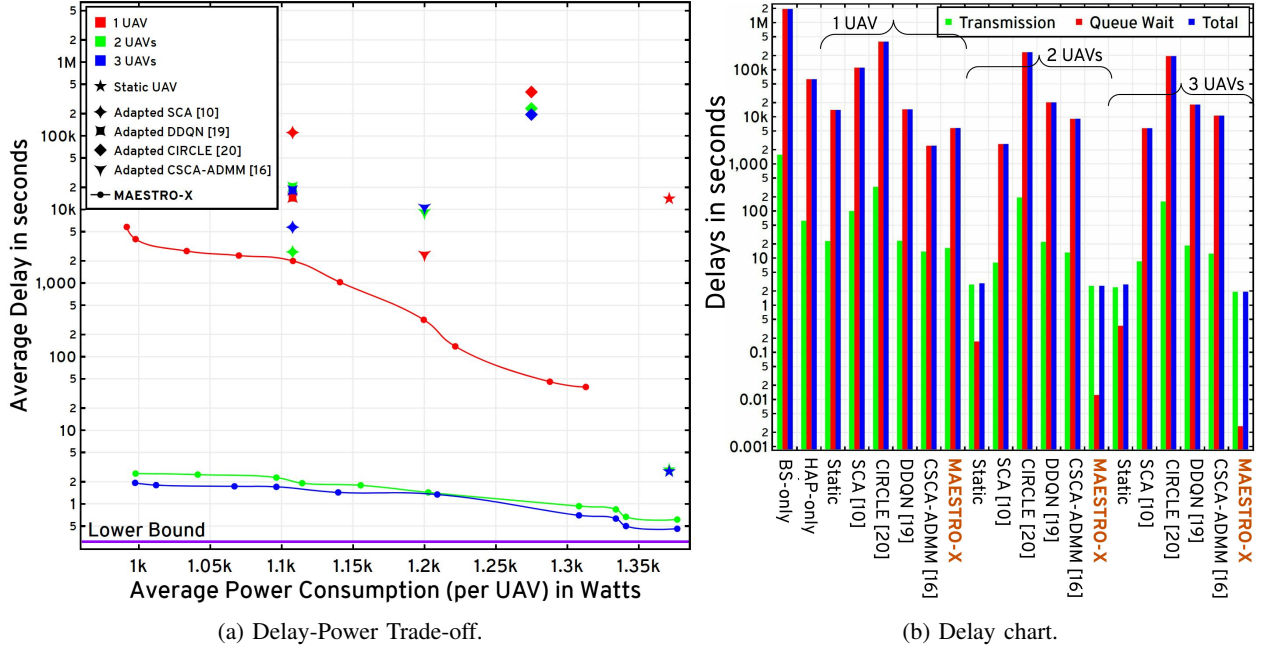 5
2
1M
5
2
100k
5
2
10k
5
2
1,000
5
2
100
5
2
10
5
2
1
5
Average Delay in seconds
1 UAV
2 UAVs
3 UAVs
Static UAV
Adapted SCA [10]
Adapted DDQN [19]
Adapted CIRCLE [20]
Adapted CSCA-ADMM [16]
MAESTRO-X
Lower Bound
1k 1.05k 1.1k 1.15k 1.2k 1.25k 1.3k 1.35k
Average Power Consumption (per UAV) in Watts
(a) Delay-Power Trade-off.
2
1M
5
2
100k
5
2
10k
5
2
1,000
5
2
100
5
2
10
5
2
1
5
2
0.1
5
2
0.01
5
2
0.001
Delays in seconds
Transmission Queue Wait Total
1 UAV
2 UAVs
3 UAVs
BS-only
HAP-only
Static
SCA [10]
CIRCLE [20]
DDQN [19]
CSCA-ADMM [16]
MAESTRO-X
Static
SCA [10]
CIRCLE [20]
DDQN [19]
CSCA-ADMM [16]
MAESTRO-X
Static
SCA [10]
CIRCLE [20]
DDQN [19]
CSCA-ADMM [16]
MAESTRO-X
(b) Delay chart.